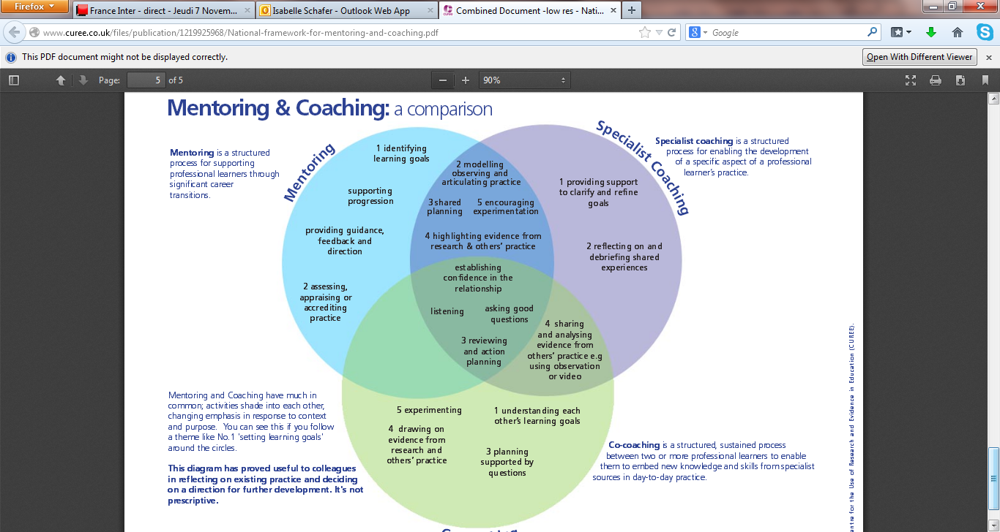 Firefox
France Inter - direct - Jeudi 7 Novem...
Isabelle Schafer - Outlook Web App
Combined Document -low res - Nati...
www.curee.co.uk/files/publication/1219925968/National-framework-for-mentoring-and-coaching.pdf
Google
This PDF document might not be displayed correctly.
Open With Different Viewer
Page: 5 of 5
90%
Mentoring & Coaching: a comparison
Mentoring is a structured
process for supporting
professional learners through
significant career
transitions.
Mentoring
Specialist Coaching
Specialist coaching is a structured
process for enabling the development
of a specific aspect of a professional
learner's practice.
1 identifying
learning goals
supporting
progression
providing guidance,
feedback and
direction
2 assessing,
appraising or
accrediting
practice
2 modelling
observing and
articulating practice
3 shared
planning
5 encouraging
experimentation
4 highlighting evidence from
research & others' practice
1 providing support
to clarify and refine
goals
2 reflecting on and
debriefing shared
experiences
establishing
confidence in the
relationship
listening
asking good
questions
3 reviewing
and action
planning
4 sharing
and analysing
evidence from
others' practice e.g
using observation
or video
5 experimenting
4 drawing on
evidence from
research and
others' practice
1 understanding each
other's learning goals
3 planning
supported by
questions
Mentoring and Coaching have much in
common; activities shade into each other,
changing emphasis in response to context
and purpose. You can see this if you follow
a theme like No.1 'setting learning goals'
around the circles.
This diagram has proved useful to colleagues
in reflecting on existing practice and deciding
on a direction for further development. It's not
prescriptive.
Co-coaching is a structured, sustained process
between two or more professional learners to enable
them to embed new knowledge and skills from specialist
sources in day-to-day practice.
for the Use of Research and Evidence in Education (CUREE).